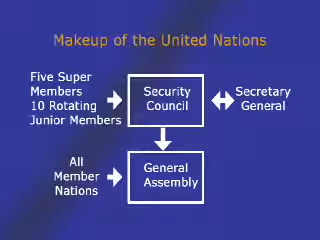 Makeup of the United Nations
Five Super
Members
10 Rotating
Junior Members
Security
Council
Secretary
General
All
Member
Nations
General
Assembly